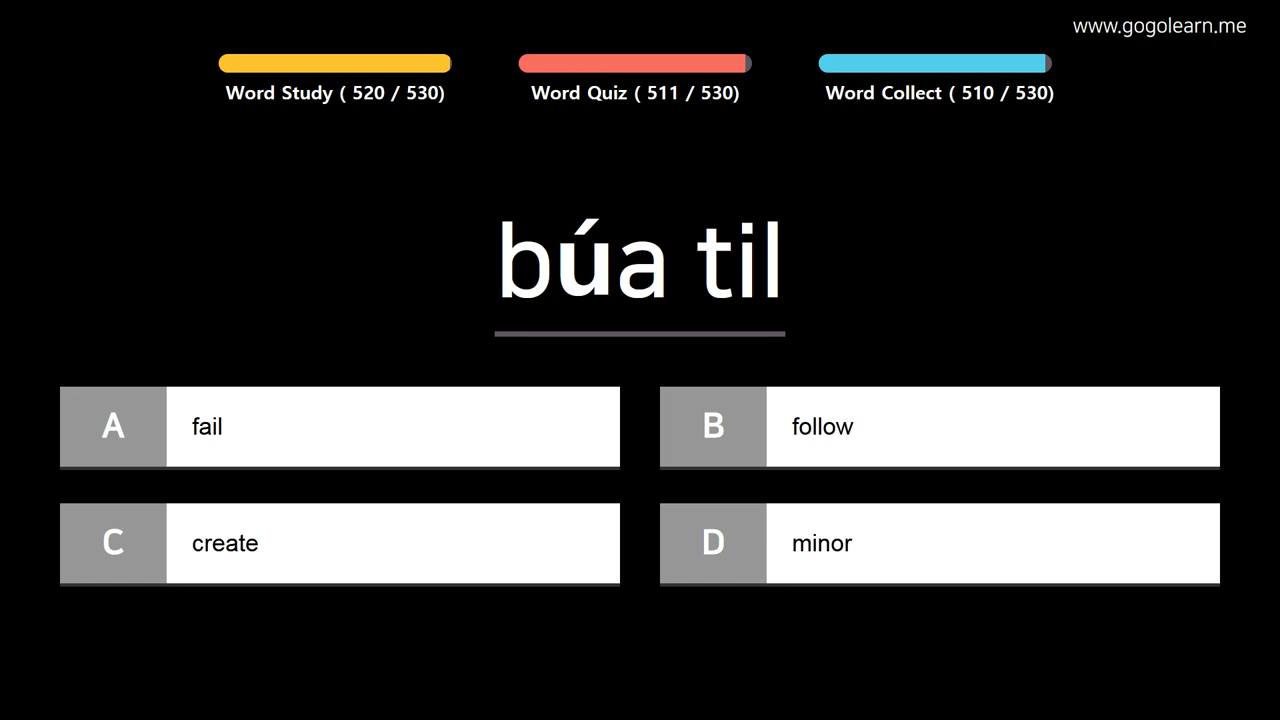 www.gogolearn.me
Word Study ( 520 / 530)
Word Quiz ( 511 / 530)
Word Collect ( 510 / 530)
búa til
A fail
B follow
C create
D minor